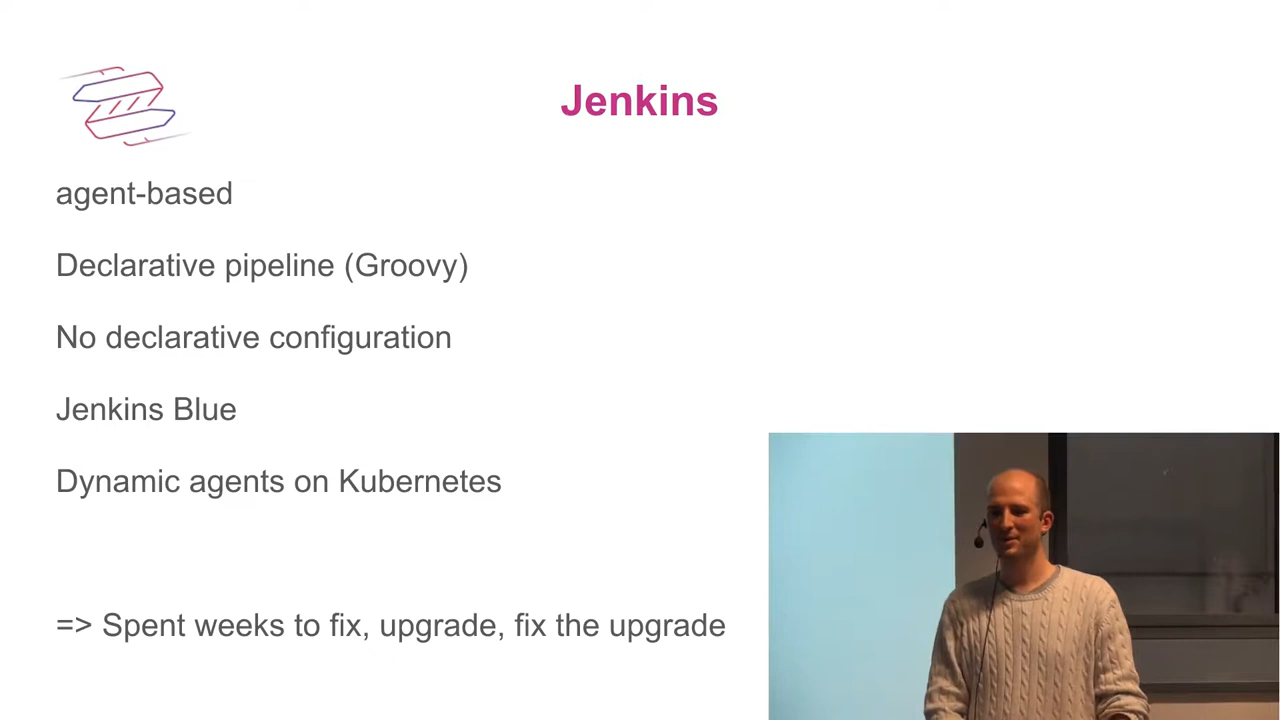 Jenkins
agent-based
Declarative pipeline (Groovy)
No declarative configuration
Jenkins Blue
Dynamic agents on Kubernetes
=> Spent weeks to fix, upgrade, fix the upgrade